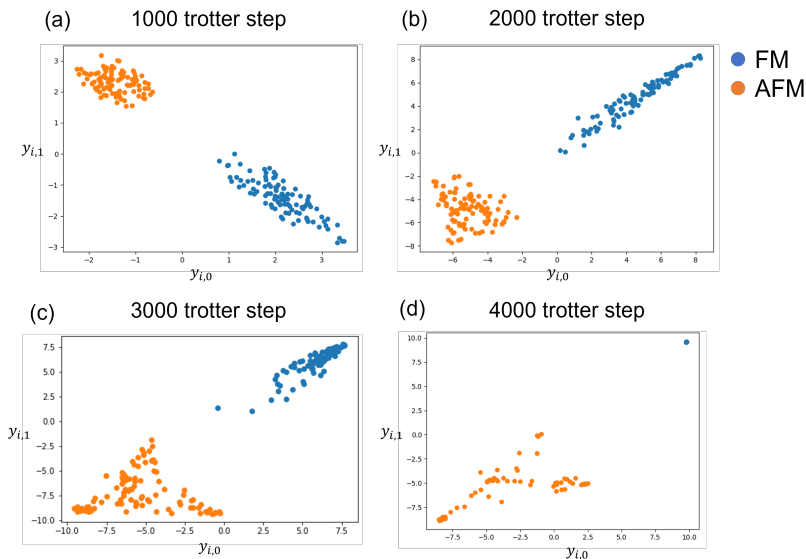 (a) 1000 trotter step
(b) 2000 trotter step
FM
AFM
3
2
1
0
−1
−2
−3
−2 −1 0 1 2 3
y_{i,1}
y_{i,0}
8
6
4
2
0
−2
−4
−6
−8
−6 −4 −2 0 2 4 6 8
y_{i,1}
y_{i,0}
(c) 3000 trotter step
(d) 4000 trotter step
7.5
5.0
2.5
0.0
−2.5
−5.0
−7.5
−10.0
−10.0 −7.5 −5.0 −2.5 0.0 2.5 5.0 7.5
y_{i,1}
y_{i,0}
10.0
7.5
5.0
2.5
0.0
−2.5
−5.0
−7.5
−7.5 −5.0 −2.5 0.0 2.5 5.0 7.5 10.0
y_{i,1}
y_{i,0}